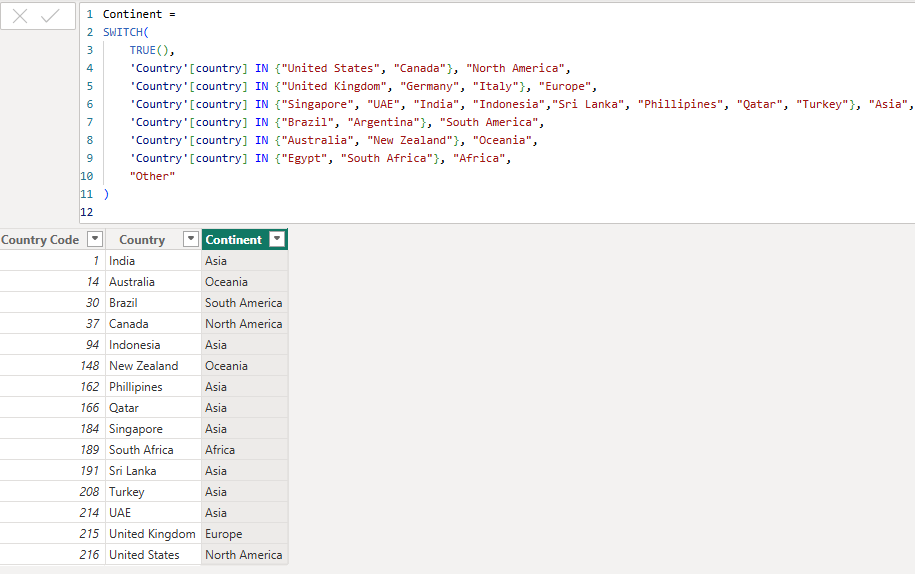 1 Continent =
2 SWITCH(
3 TRUE(),
4 'Country'[country] IN {"United States", "Canada"}, "North America",
5 'Country'[country] IN {"United Kingdom", "Germany", "Italy"}, "Europe",
6 'Country'[country] IN {"Singapore", "UAE", "India", "Indonesia","Sri Lanka", "Phillipines", "Qatar", "Turkey"}, "Asia",
7 'Country'[country] IN {"Brazil", "Argentina"}, "South America",
8 'Country'[country] IN {"Australia", "New Zealand"}, "Oceania",
9 'Country'[country] IN {"Egypt", "South Africa"}, "Africa",
10 "Other"
11 )
12
Country Code Country Continent
1 India Asia
14 Australia Oceania
30 Brazil South America
37 Canada North America
94 Indonesia Asia
148 New Zealand Oceania
162 Phillipines Asia
166 Qatar Asia
184 Singapore Asia
189 South Africa Africa
191 Sri Lanka Asia
208 Turkey Asia
214 UAE Asia
215 United Kingdom Europe
216 United States North America